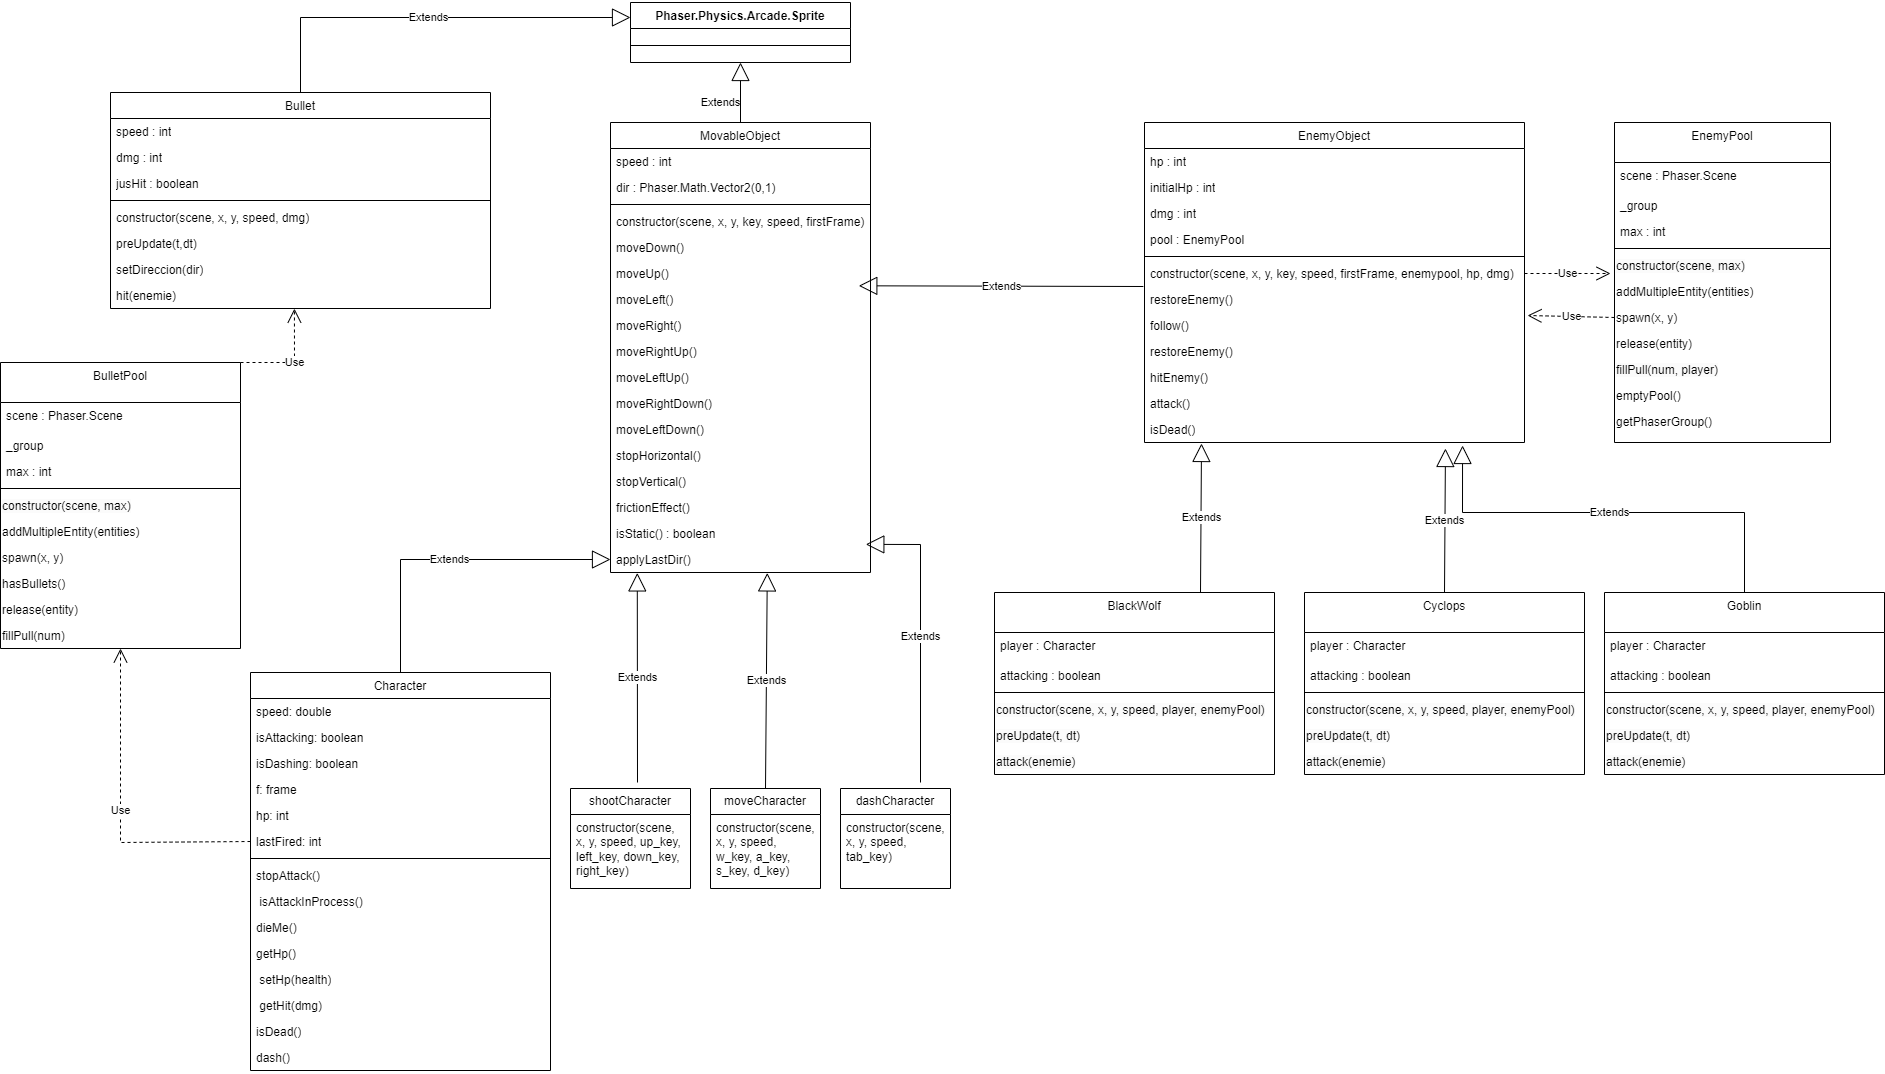 Phaser.Physics.Arcade.Sprite
Extends
Extends
Bullet
speed : int
dmg : int
jusHit : boolean
constructor(scene, x, y, speed, dmg)
preUpdate(t,dt)
setDireccion(dir)
hit(enemie)
Use
BulletPool
scene : Phaser.Scene
_group
max : int
constructor(scene, max)
addMultipleEntity(entities)
spawn(x, y)
hasBullets()
release(entity)
fillPull(num)
Use
MovableObject
speed : int
dir : Phaser.Math.Vector2(0,1)
constructor(scene, x, y, key, speed, firstFrame)
moveDown()
moveUp()
moveLeft()
moveRight()
moveRightUp()
moveLeftUp()
moveRightDown()
moveLeftDown()
stopHorizontal()
stopVertical()
frictionEffect()
isStatic() : boolean
applyLastDir()
Extends
EnemyObject
hp : int
initialHp : int
dmg : int
pool : EnemyPool
constructor(scene, x, y, key, speed, firstFrame, enemypool, hp, dmg)
restoreEnemy()
follow()
restoreEnemy()
hitEnemy()
attack()
isDead()
Use
Use
EnemyPool
scene : Phaser.Scene
_group
max : int
constructor(scene, max)
addMultipleEntity(entities)
spawn(x, y)
release(entity)
fillPull(num, player)
emptyPool()
getPhaserGroup()
Extends
Extends
Extends
Extends
Extends
Extends
Extends
Character
speed: double
isAttacking: boolean
isDashing: boolean
f: frame
hp: int
lastFired: int
stopAttack()
isAttackInProcess()
dieMe()
getHp()
setHp(health)
getHit(dmg)
isDead()
dash()
shootCharacter
constructor(scene,
x, y, speed, up_key,
left_key, down_key,
right_key)
moveCharacter
constructor(scene,
x, y, speed,
w_key, a_key,
s_key, d_key)
dashCharacter
constructor(scene,
x, y, speed,
tab_key)
BlackWolf
player : Character
attacking : boolean
constructor(scene, x, y, speed, player, enemyPool)
preUpdate(t, dt)
attack(enemie)
Cyclops
player : Character
attacking : boolean
constructor(scene, x, y, speed, player, enemyPool)
preUpdate(t, dt)
attack(enemie)
Goblin
player : Character
attacking : boolean
constructor(scene, x, y, speed, player, enemyPool)
preUpdate(t, dt)
attack(enemie)